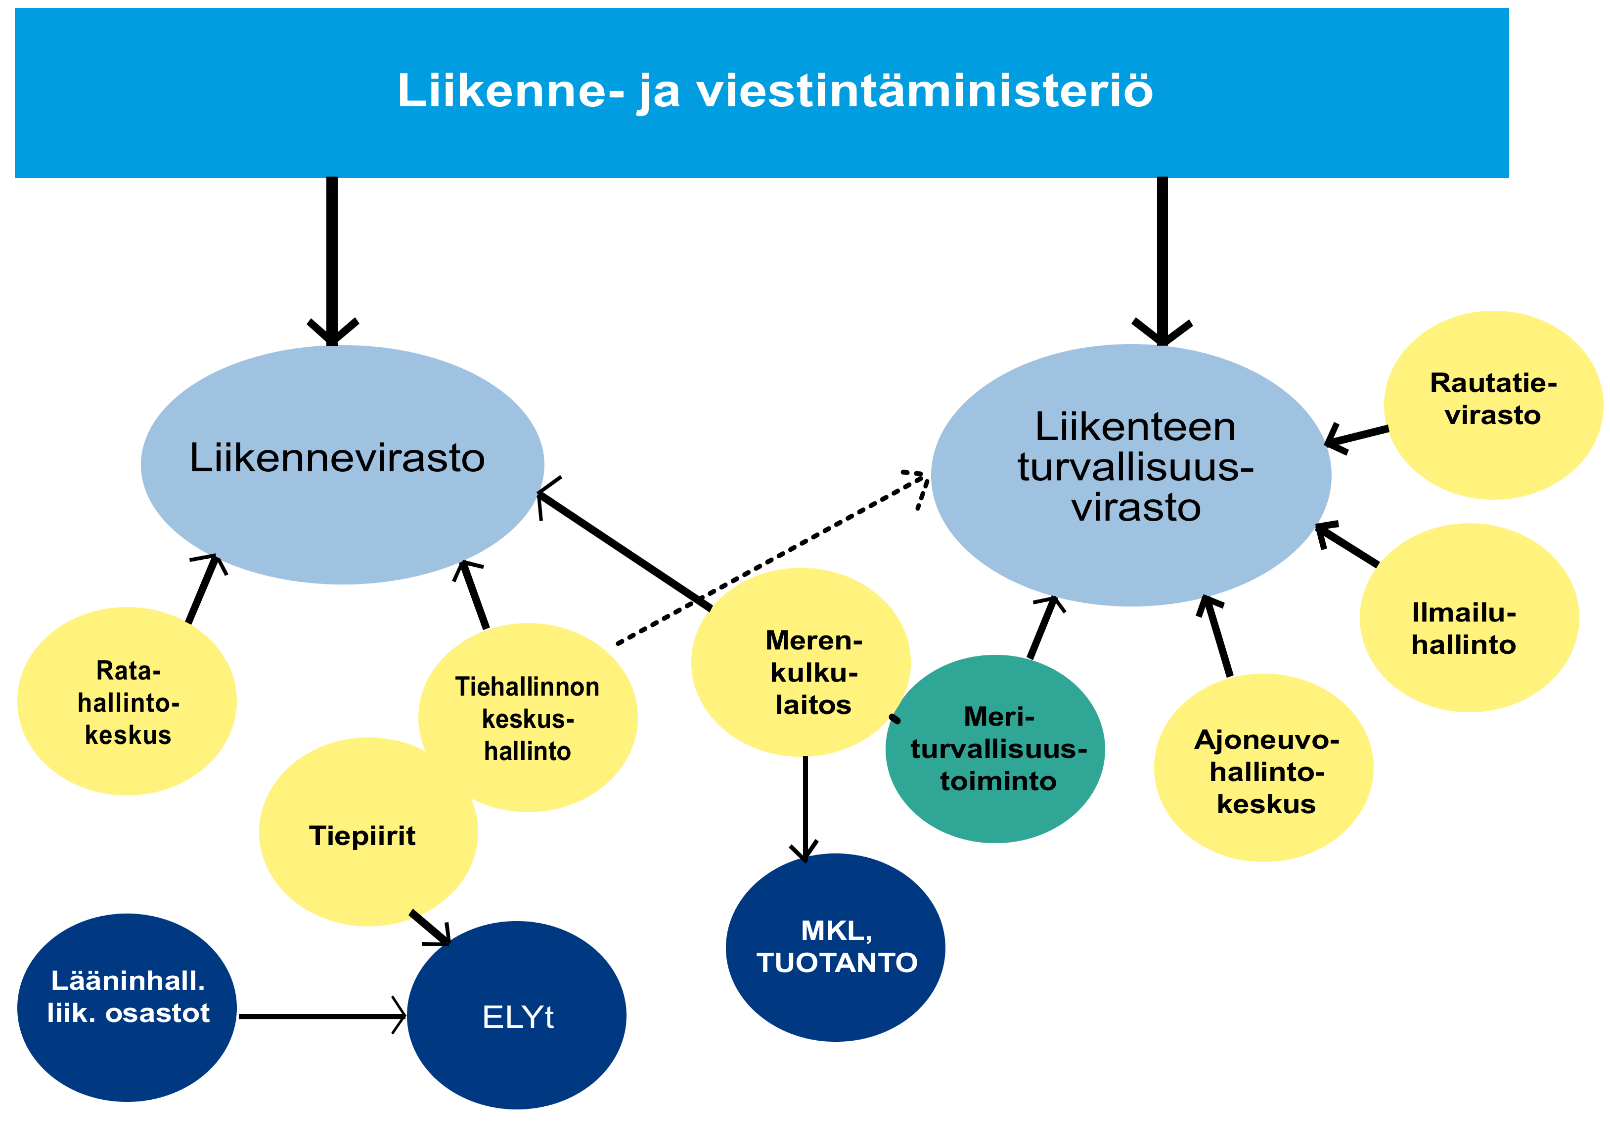 Liikenne- ja viestintäministeriö
Liikennevirasto
Liikenteen
turvallisuus-
virasto
Rautatie-
virasto
Ilmailu-
hallinto
Rata-
hallinto-
keskus
Tiehallinnon
keskus-
hallinto
Meren-
kulku-
laitos
Meri-
turvallisuus-
toiminto
Ajoneuvo-
hallinto-
keskus
Tiepiirit
Lääninhall.
liik. osastot
ELYt
MKL,
TUOTANTO